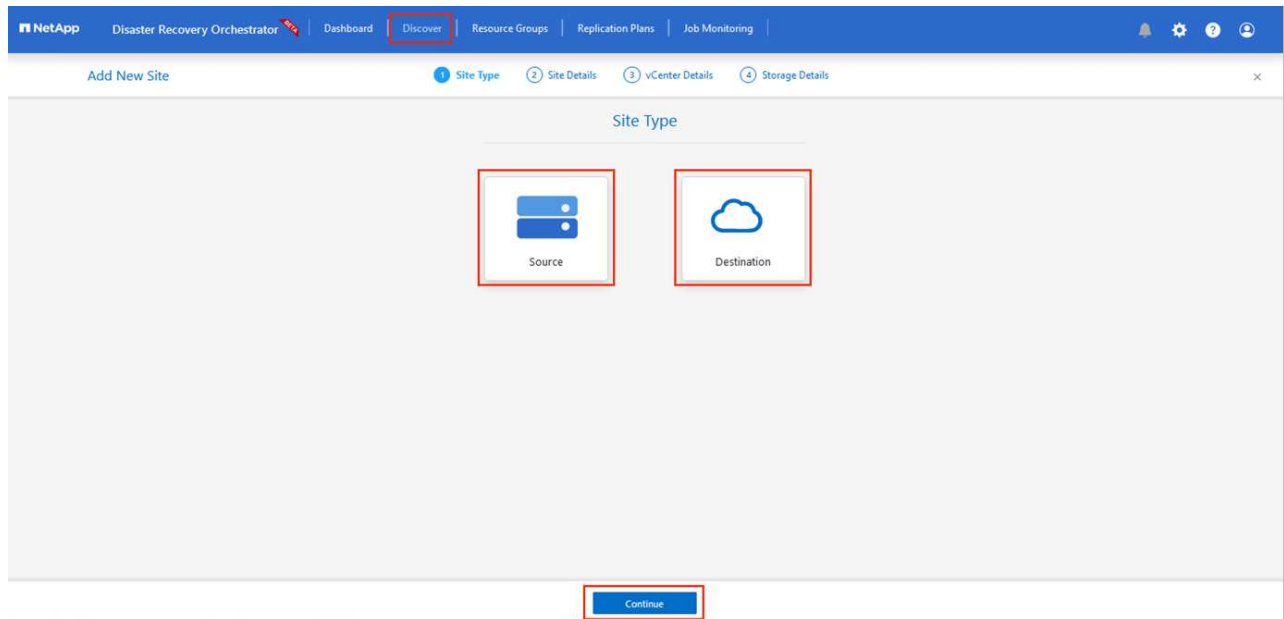 NetApp Disaster Recovery Orchestrator BETA Dashboard Discover Resource Groups Replication Plans Job Monitoring ?
Add New Site 1 Site Type 2 Site Details 3 vCenter Details 4 Storage Details
Site Type
Source Destination
Continue